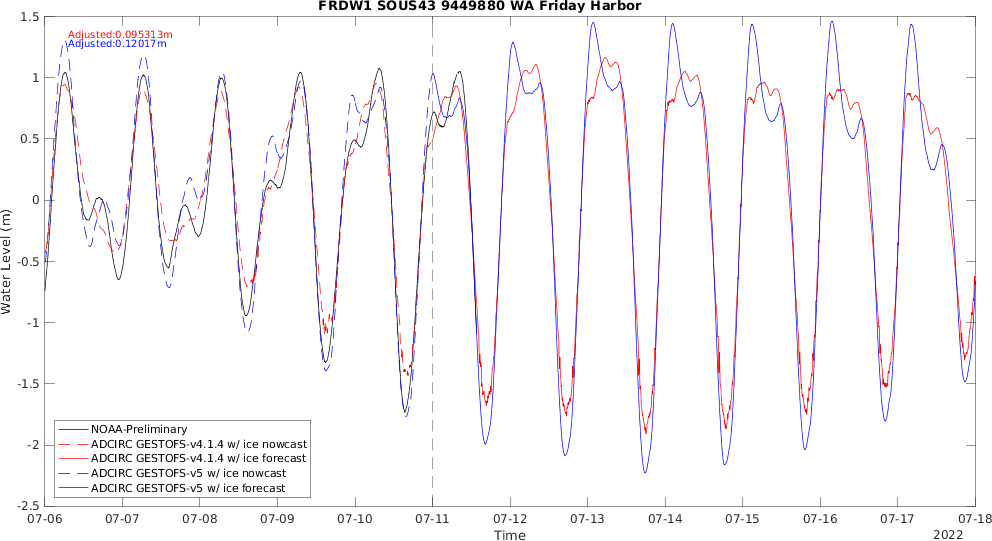 FRDW1 SOUS43 9449880 WA Friday Harbor
Adjusted:0.095313m
Adjusted:0.12017m
Water Level (m)
1.5
1
0.5
0
-0.5
-1
-1.5
-2
-2.5
NOAA-Preliminary
ADCIRC GESTOFS-v4.1.4 w/ ice nowcast
ADCIRC GESTOFS-v4.1.4 w/ ice forecast
ADCIRC GESTOFS-v5 w/ ice nowcast
ADCIRC GESTOFS-v5 w/ ice forecast
07-06 07-07 07-08 07-09 07-10 07-11 07-12 07-13 07-14 07-15 07-16 07-17 07-18
Time
2022